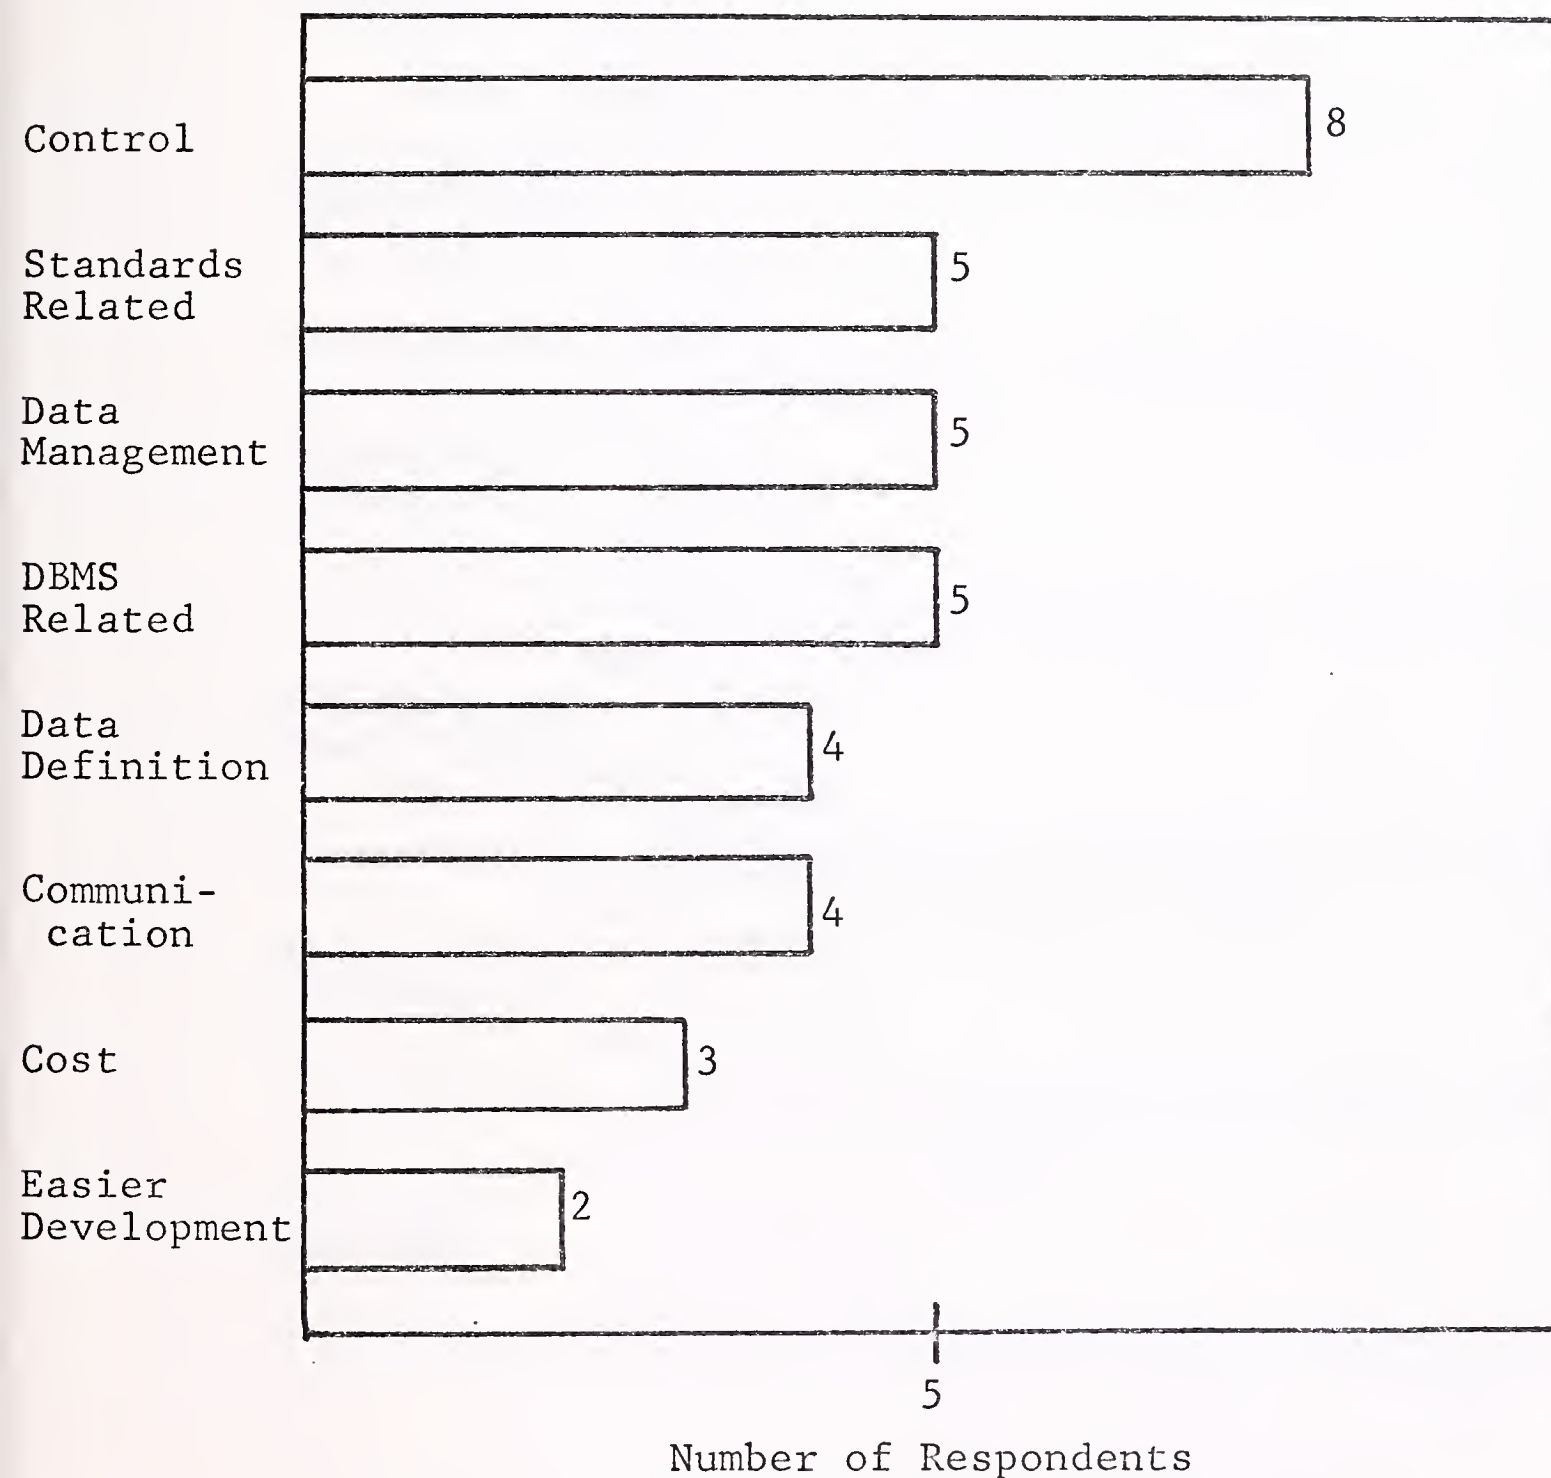 Control
8
Standards
Related
5
Data
Management
5
DBMS
Related
5
Data
Definition
4
Communi-
cation
4
Cost
3
Easier
Development
2
5
Number of Respondents